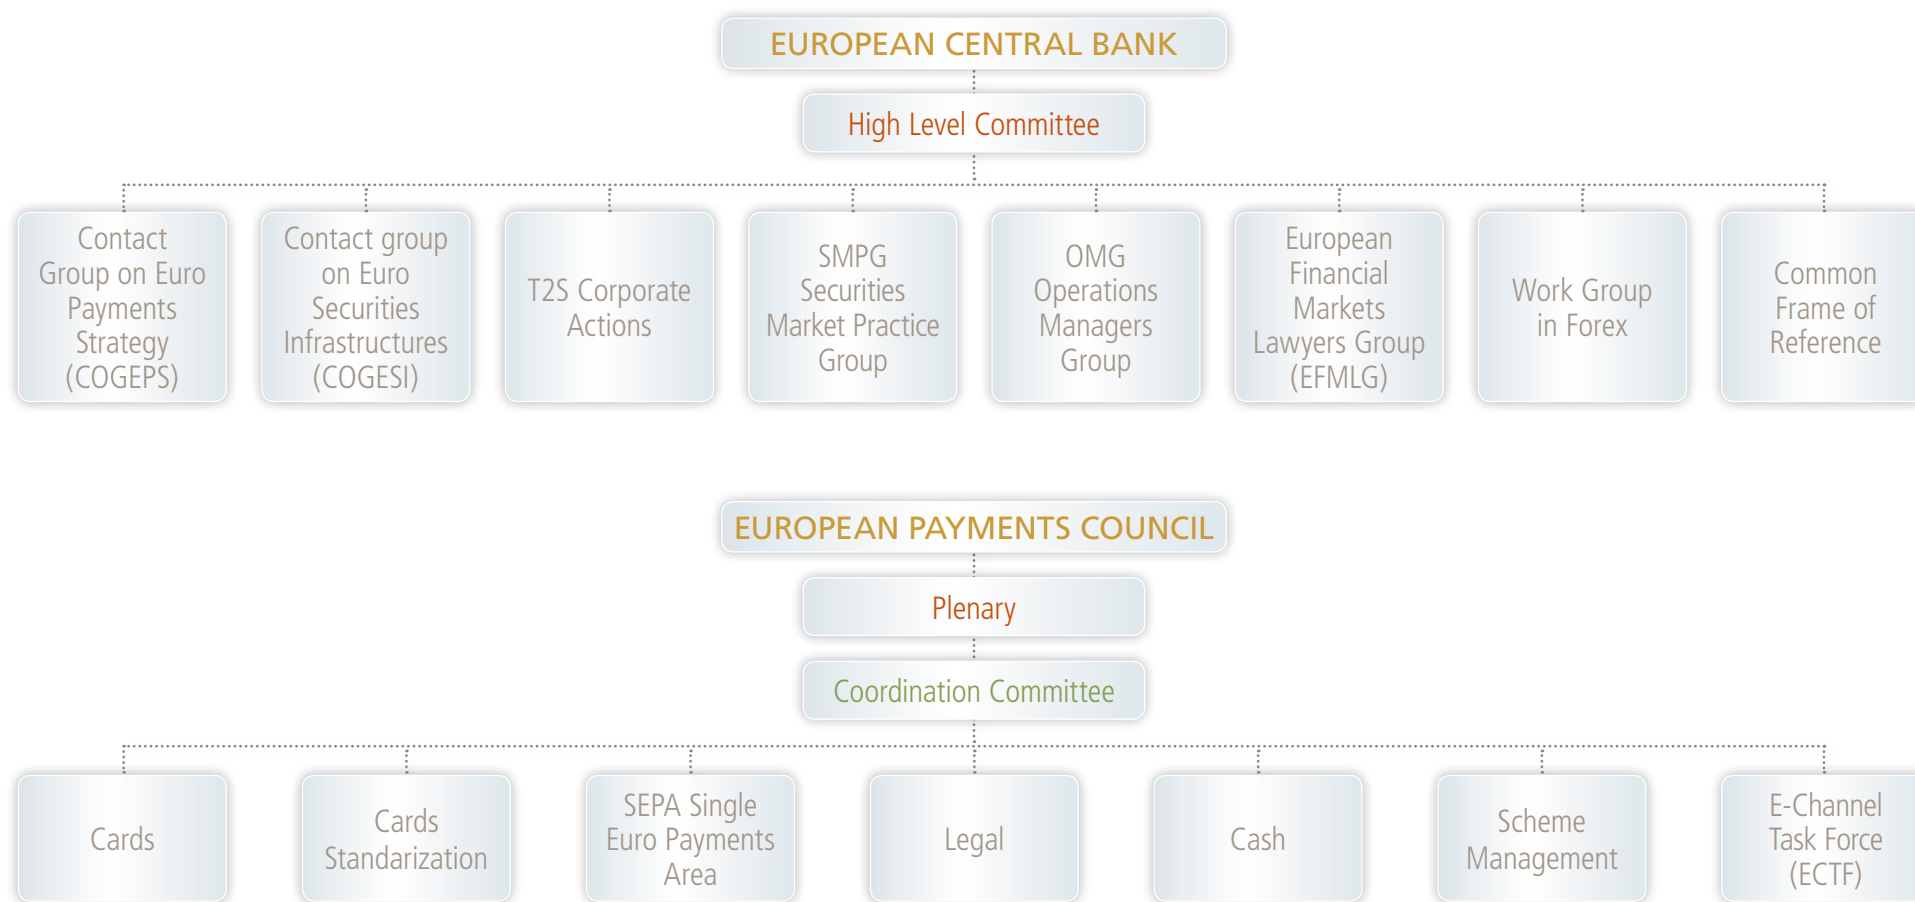 EUROPEAN CENTRAL BANK
High Level Committee
Contact
Group on Euro
Payments
Strategy
(COGEPS)
Contact group
on Euro
Securities
Infrastructures
(COGESI)
T2S Corporate
Actions
SMPG
Securities
Market Practice
Group
OMG
Operations
Managers
Group
European
Financial
Markets
Lawyers Group
(EFMLG)
Work Group
in Forex
Common
Frame of
Reference
EUROPEAN PAYMENTS COUNCIL
Plenary
Coordination Committee
Cards
Cards
Standarization
SEPA Single
Euro Payments
Area
Legal
Cash
Scheme
Management
E-Channel
Task Force
(ECTF)